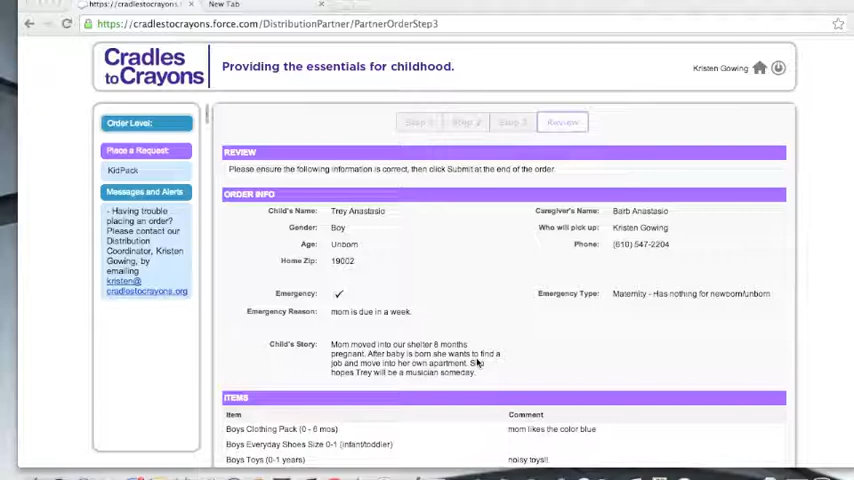 https://cradlestocrayons. × New Tab ×
https://cradlestocrayons.force.com/DistributionPartner/PartnerOrderStep3
Cradles
to Crayons
Providing the essentials for childhood.
Kristen Gowing
Order Level:
Place a Request:
KidPack
Messages and Alerts
- Having trouble
placing an order?
Please contact our
Distribution
Coordinator, Kristen
Gowing, by
emailing
kristen@
cradlestocrayons.org
Step 1 Step 2 Step 3 Review
REVIEW
Please ensure the following information is correct, then click Submit at the end of the order.
ORDER INFO
Child's Name: Trey Anastasio Caregiver's Name: Barb Anastasio
Gender: Boy Who will pick up: Kristen Gowing
Age: Unborn Phone: (610) 547-2204
Home Zip: 19002
Emergency: ✓ Emergency Type: Maternity - Has nothing for newborn/unborn
Emergency Reason: mom is due in a week.
Child's Story: Mom moved into our shelter 8 months
pregnant. After baby is born she wants to find a
job and move into her own apartment. She
hopes Trey will be a musician someday.
ITEMS
Item Comment
Boys Clothing Pack (0 - 6 mos) mom likes the color blue
Boys Everyday Shoes Size 0-1 (infant/toddler)
Boys Toys (0-1 years) noisy toys!!